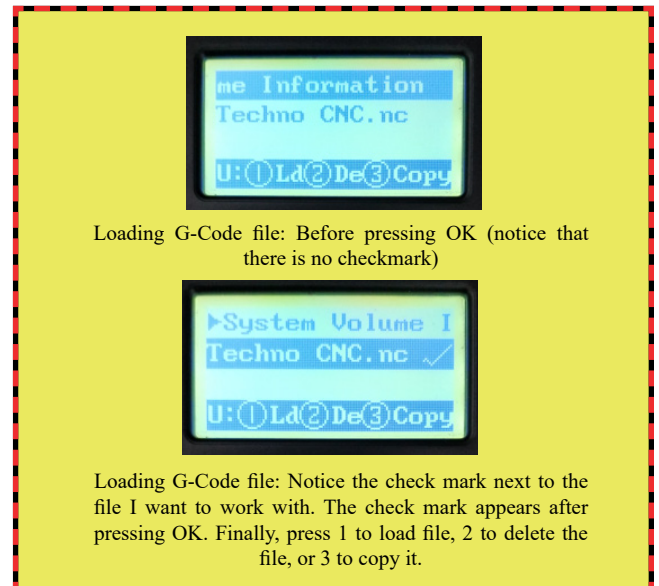 me Information
Techno CNC.nc
U:①Ld②De③Copy
Loading G-Code file: Before pressing OK (notice that
there is no checkmark)
▶System Volume I
Techno CNC.nc ✓
U:①Ld②De③Copy
Loading G-Code file: Notice the check mark next to the
file I want to work with. The check mark appears after
pressing OK. Finally, press 1 to load file, 2 to delete the
file, or 3 to copy it.